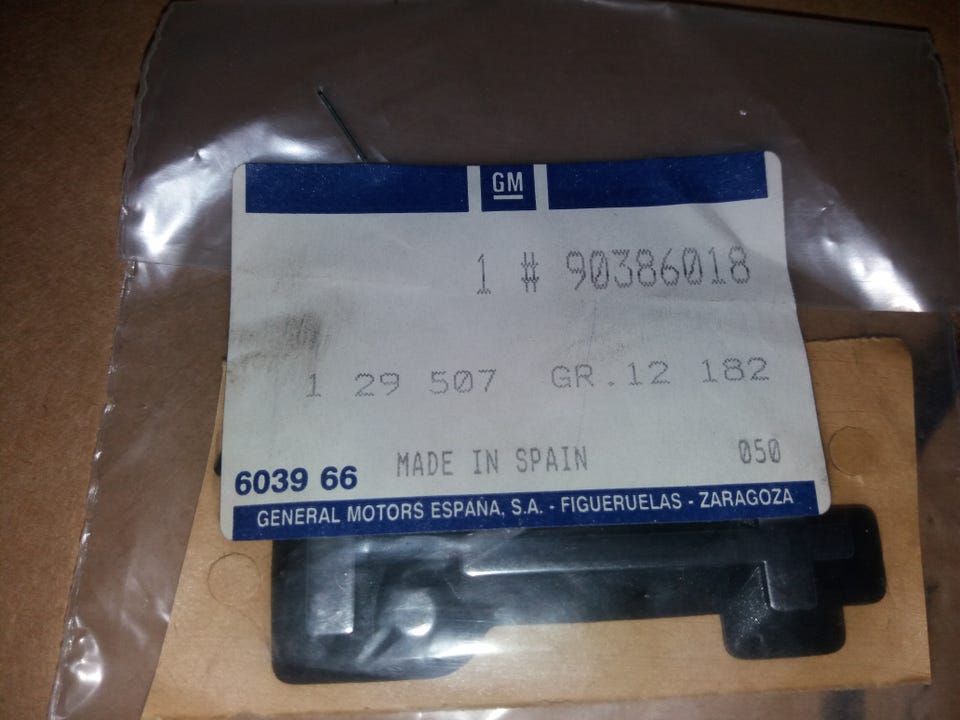 GM
1 # 90386018
1 29 507 GR.12 182
MADE IN SPAIN 050
6039 66
GENERAL MOTORS ESPAÑA, S.A. - FIGUERUELAS - ZARAGOZA